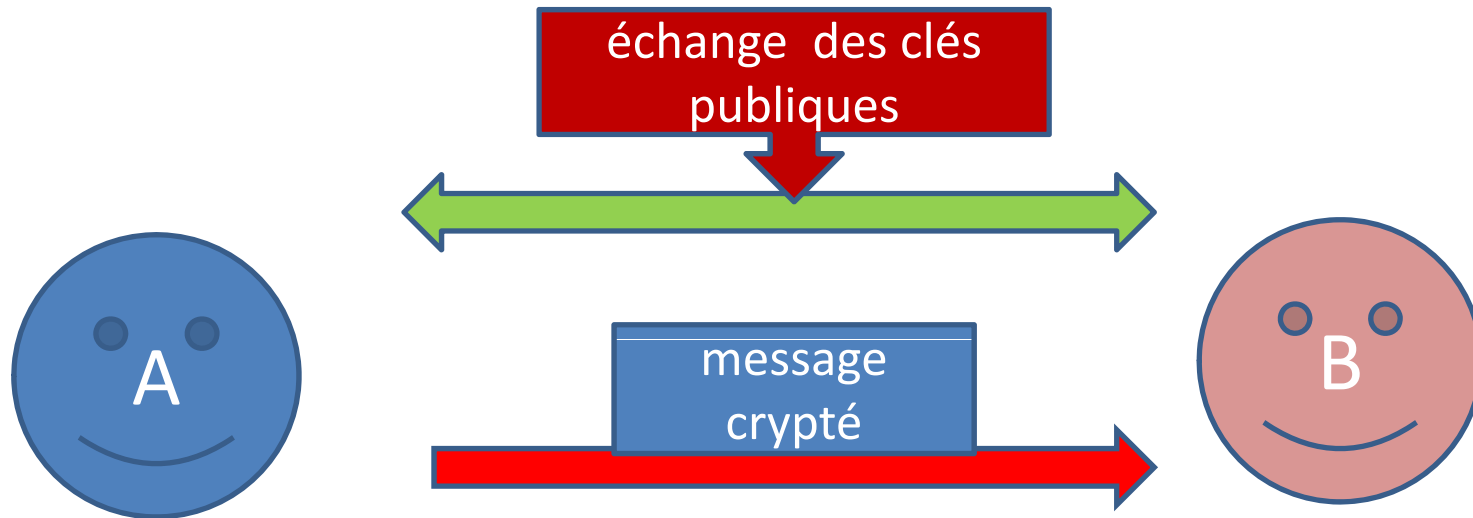 échange des clés
publiques
A
B
message
crypté